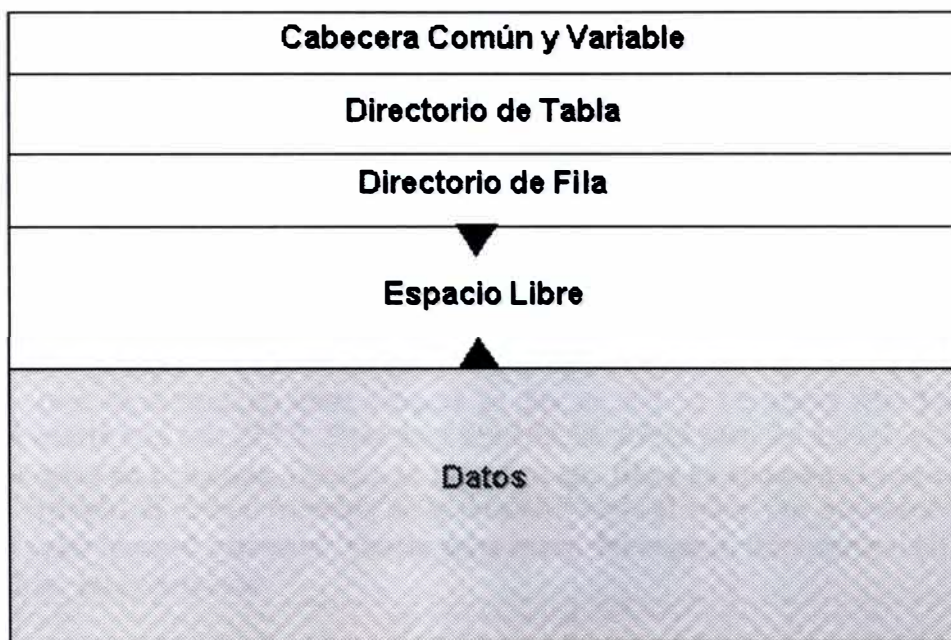 Cabecera Común y Variable
Directorio de Tabla
Directorio de Fila
Espacio Libre
Datos